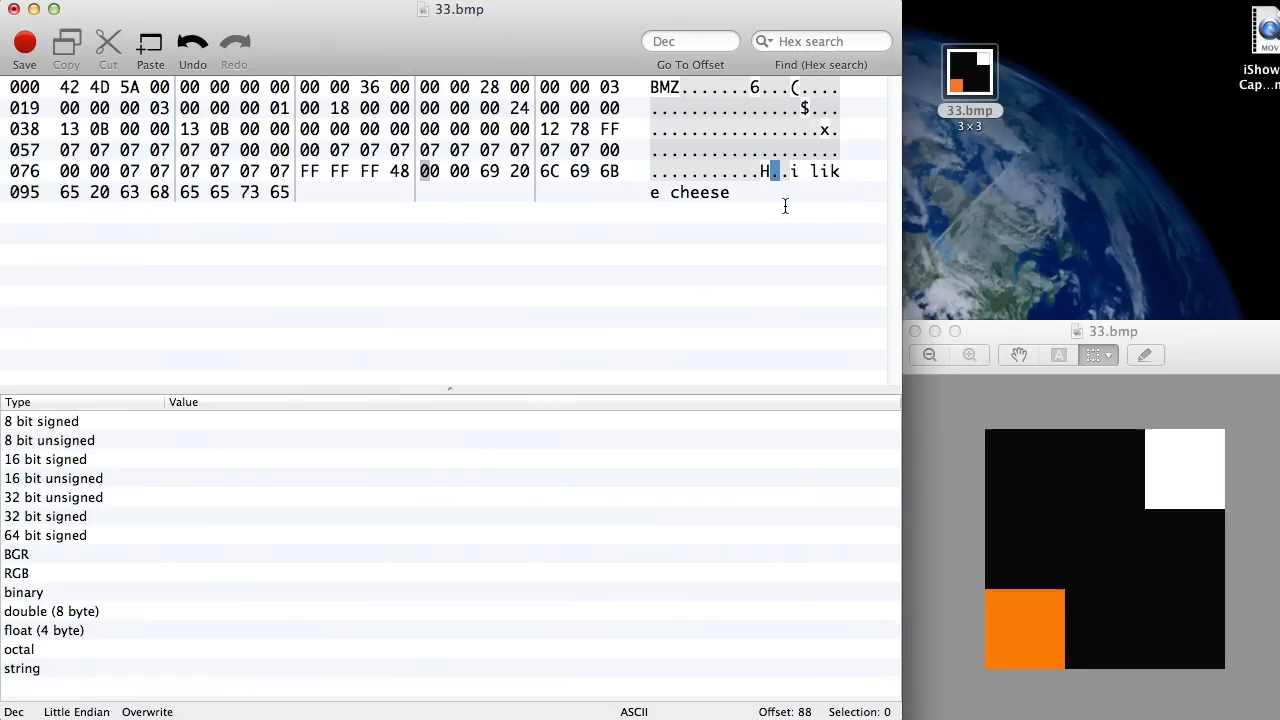 33.bmp
Save Copy Cut Paste Undo Redo
Dec
Go To Offset
Hex search
Find (Hex search)
000 42 4D 5A 00 00 00 00 00 00 00 36 00 00 00 28 00 00 00 03 BMZ.......6...(....
019 00 00 00 03 00 00 00 01 00 18 00 00 00 00 00 24 00 00 00 ...............$...
038 13 0B 00 00 13 0B 00 00 00 00 00 00 00 00 00 00 12 78 FF .................x.
057 07 07 07 07 07 07 00 00 00 07 07 07 07 07 07 07 07 07 00 ...................
076 00 00 07 07 07 07 07 07 FF FF FF 48 00 00 69 20 6C 69 6B ...........H..i lik
095 65 20 63 68 65 65 73 65 e cheese
Type Value
8 bit signed
8 bit unsigned
16 bit signed
16 bit unsigned
32 bit unsigned
32 bit signed
64 bit signed
BGR
RGB
binary
double (8 byte)
float (4 byte)
octal
string
Dec Little Endian Overwrite ASCII Offset: 88 Selection: 0
33.bmp
3×3
MOV
iShow
Cap...m
33.bmp
A